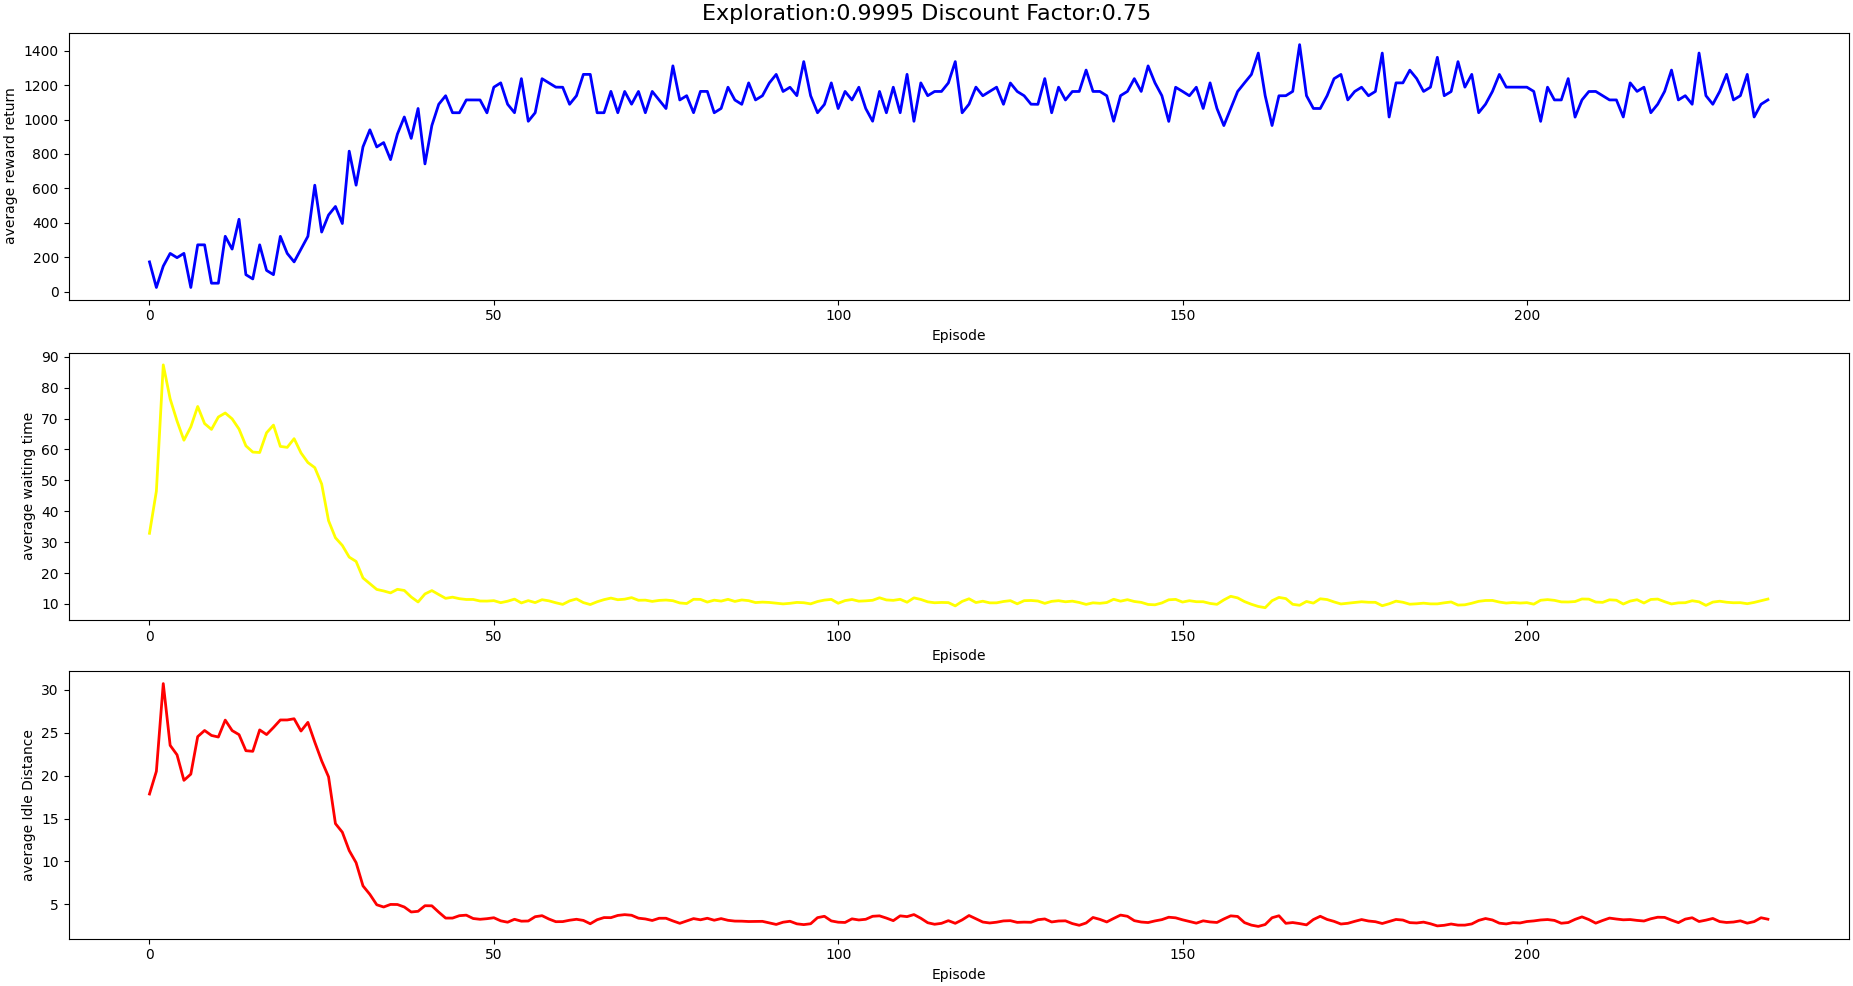 Exploration:0.9995 Discount Factor:0.75
average reward return
1400
1200
1000
800
600
400
200
0
0 50 100 150 200
Episode
average waiting time
90
80
70
60
50
40
30
20
10
0 50 100 150 200
Episode
average Idle Distance
30
25
20
15
10
5
0 50 100 150 200
Episode